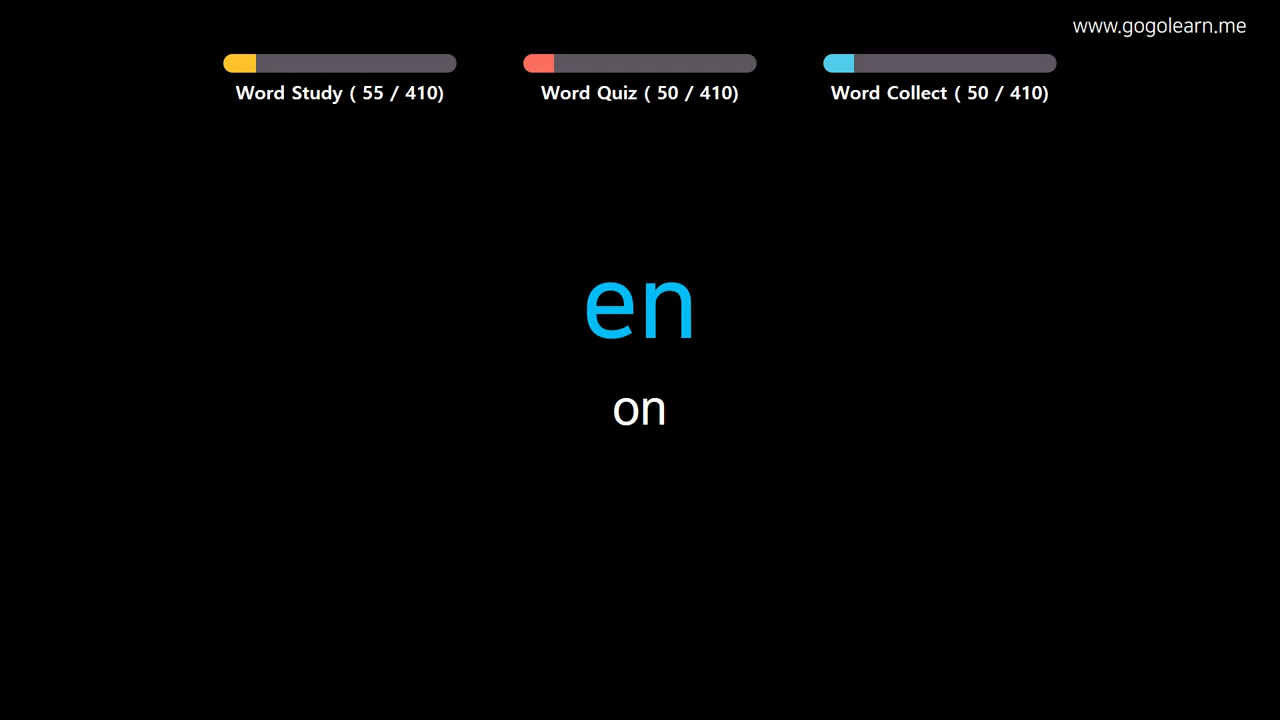 www.gogolearn.me
Word Study ( 55 / 410)
Word Quiz ( 50 / 410)
Word Collect ( 50 / 410)
en
on